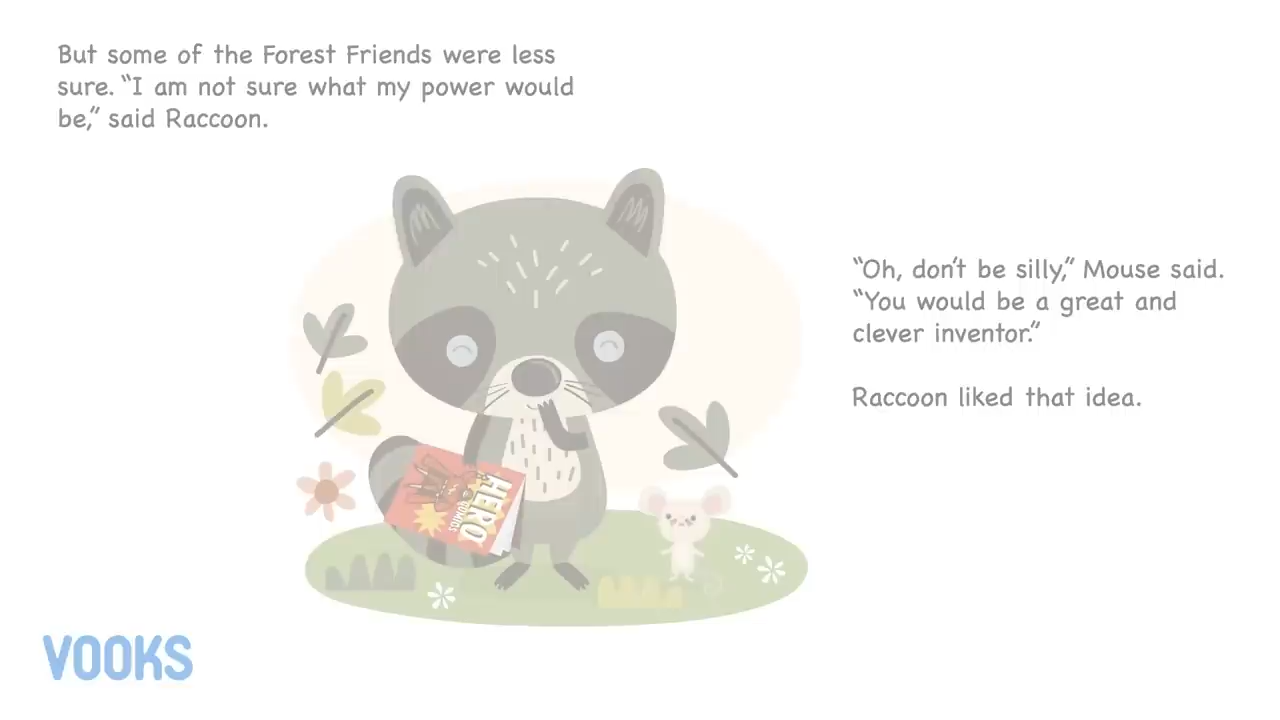 But some of the Forest Friends were less
sure. “I am not sure what my power would
be,” said Raccoon.
“Oh, don’t be silly,” Mouse said.
“You would be a great and
clever inventor.”
Raccoon liked that idea.
HERO
COMICS
VOOKS